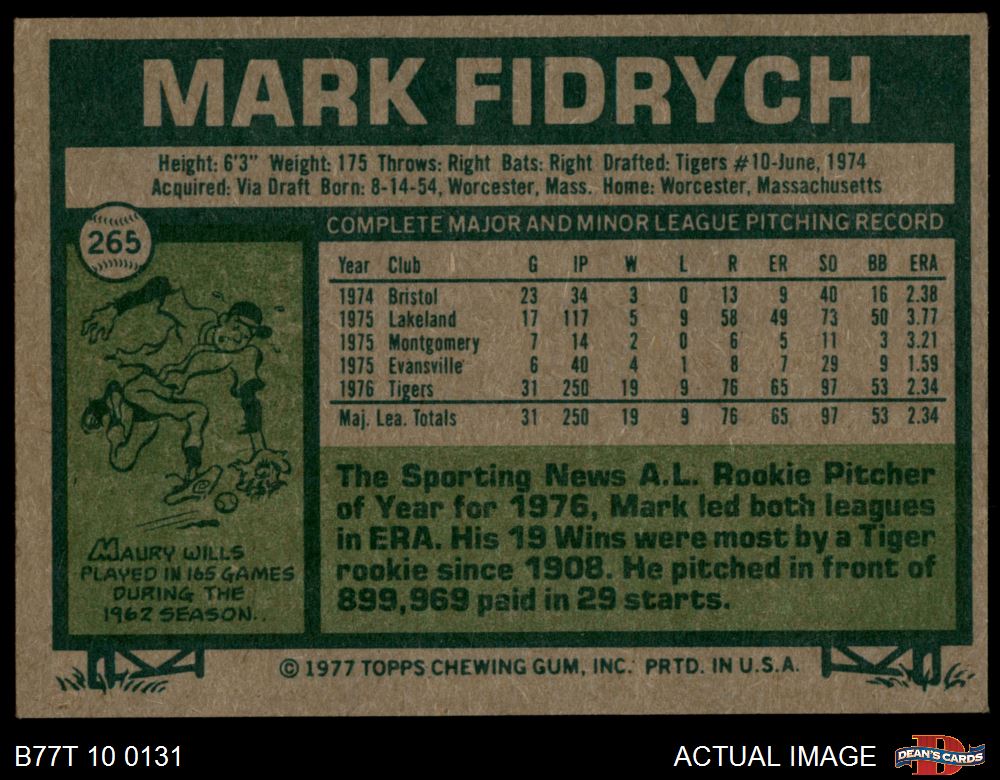 MARK FIDRYCH
Height: 6'3" Weight: 175 Throws: Right Bats: Right Drafted: Tigers #10-June, 1974
Acquired: Via Draft Born: 8-14-54, Worcester, Mass. Home: Worcester, Massachusetts
265
COMPLETE MAJOR AND MINOR LEAGUE PITCHING RECORD
Year Club G IP W L R ER SO BB ERA
1974 Bristol 23 34 3 0 13 9 40 16 2.38
1975 Lakeland 17 117 5 9 58 49 73 50 3.77
1975 Montgomery 7 14 2 0 6 5 11 3 3.21
1975 Evansville 6 40 4 1 8 7 29 9 1.59
1976 Tigers 31 250 19 9 76 65 97 53 2.34
Maj. Lea. Totals 31 250 19 9 76 65 97 53 2.34
The Sporting News A.L. Rookie Pitcher
of Year for 1976, Mark led both leagues
in ERA. His 19 Wins were most by a Tiger
rookie since 1908. He pitched in front of
899,969 paid in 29 starts.
MAURY WILLS
PLAYED IN 165 GAMES
DURING THE
1962 SEASON..
© 1977 TOPPS CHEWING GUM, INC. PRTD. IN U.S.A.
B77T 10 0131
ACTUAL IMAGE
D
DEAN'S CARDS